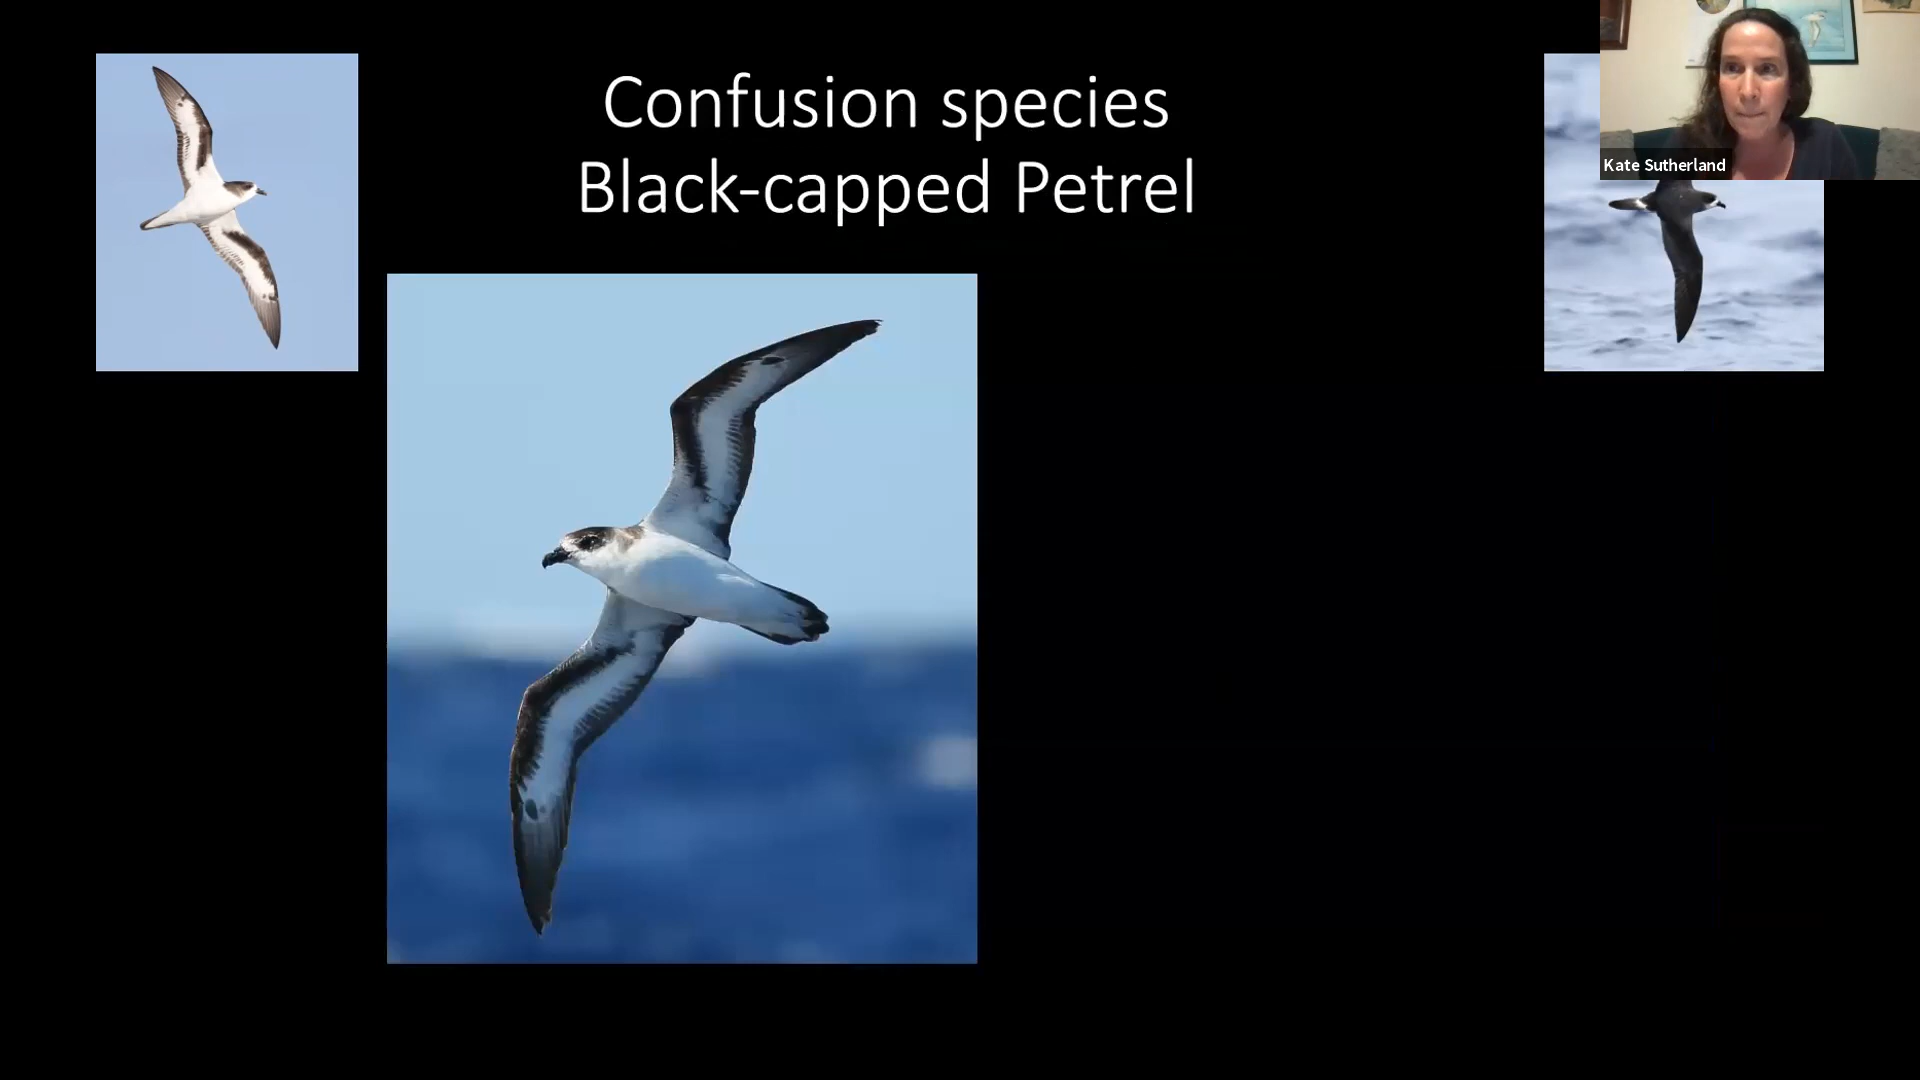 Confusion species
Black-capped Petrel
Kate Sutherland